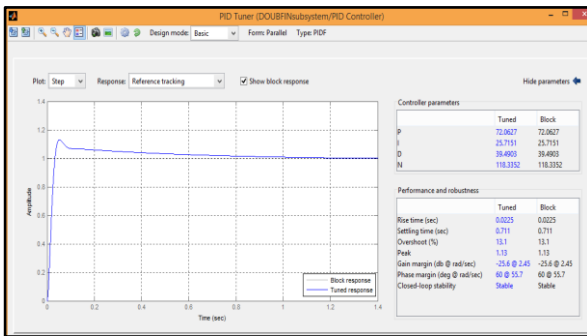 PID Tuner (DOUBFINsubsystem/PID Controller)
Design mode: Basic Form: Parallel Type: PIDF
Plot: Step Response: Reference tracking Show block response Hide parameters
Controller parameters
Tuned Block
P 72.0627 72.0627
I 25.7151 25.7151
D 39.4903 39.4903
N 118.3352 118.3352
Performance and robustness
Tuned Block
Rise time (sec) 0.0225 0.0225
Settling time (sec) 0.711 0.711
Overshoot (%) 13.1 13.1
Peak 1.13 1.13
Gain margin (db @ rad/sec) -25.6 @ 2.45 -25.6 @ 2.45
Phase margin (deg @ rad/sec) 60 @ 55.7 60 @ 55.7
Closed-loop stability Stable Stable
1.4
1.2
1
0.8
0.6
0.4
0.2
0
Amplitude
0 0.2 0.4 0.6 0.8 1 1.2 1.4
Time (sec)
Block response
Tuned response